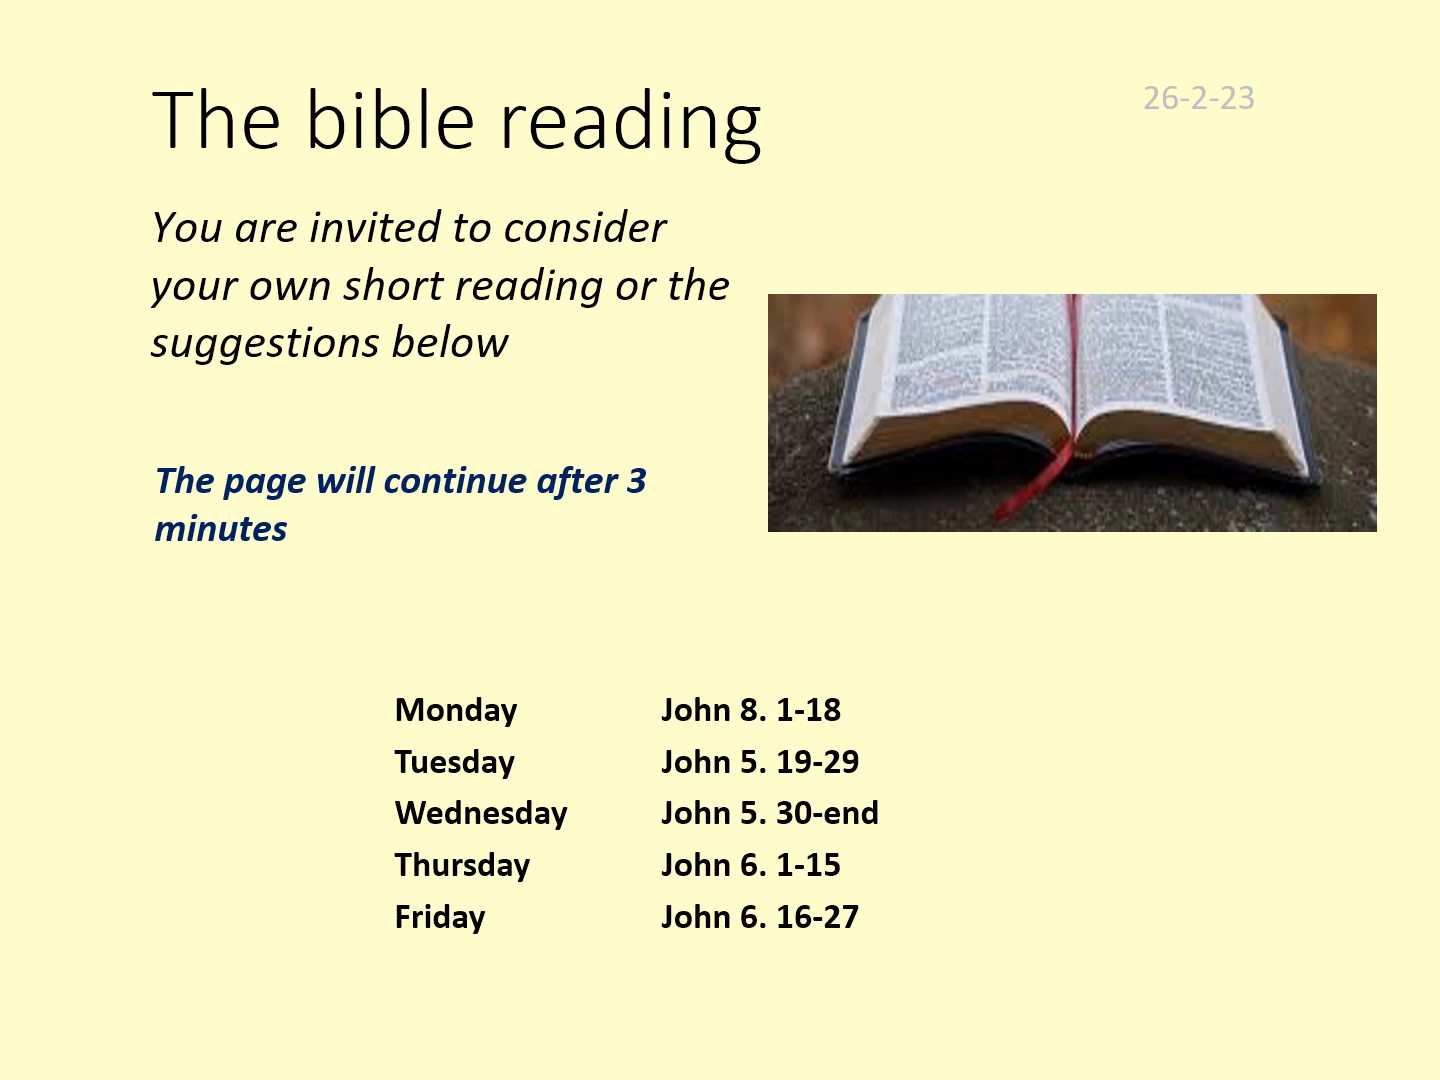 The bible reading
26-2-23
You are invited to consider
your own short reading or the
suggestions below
The page will continue after 3
minutes
Monday John 8. 1-18
Tuesday John 5. 19-29
Wednesday John 5. 30-end
Thursday John 6. 1-15
Friday John 6. 16-27